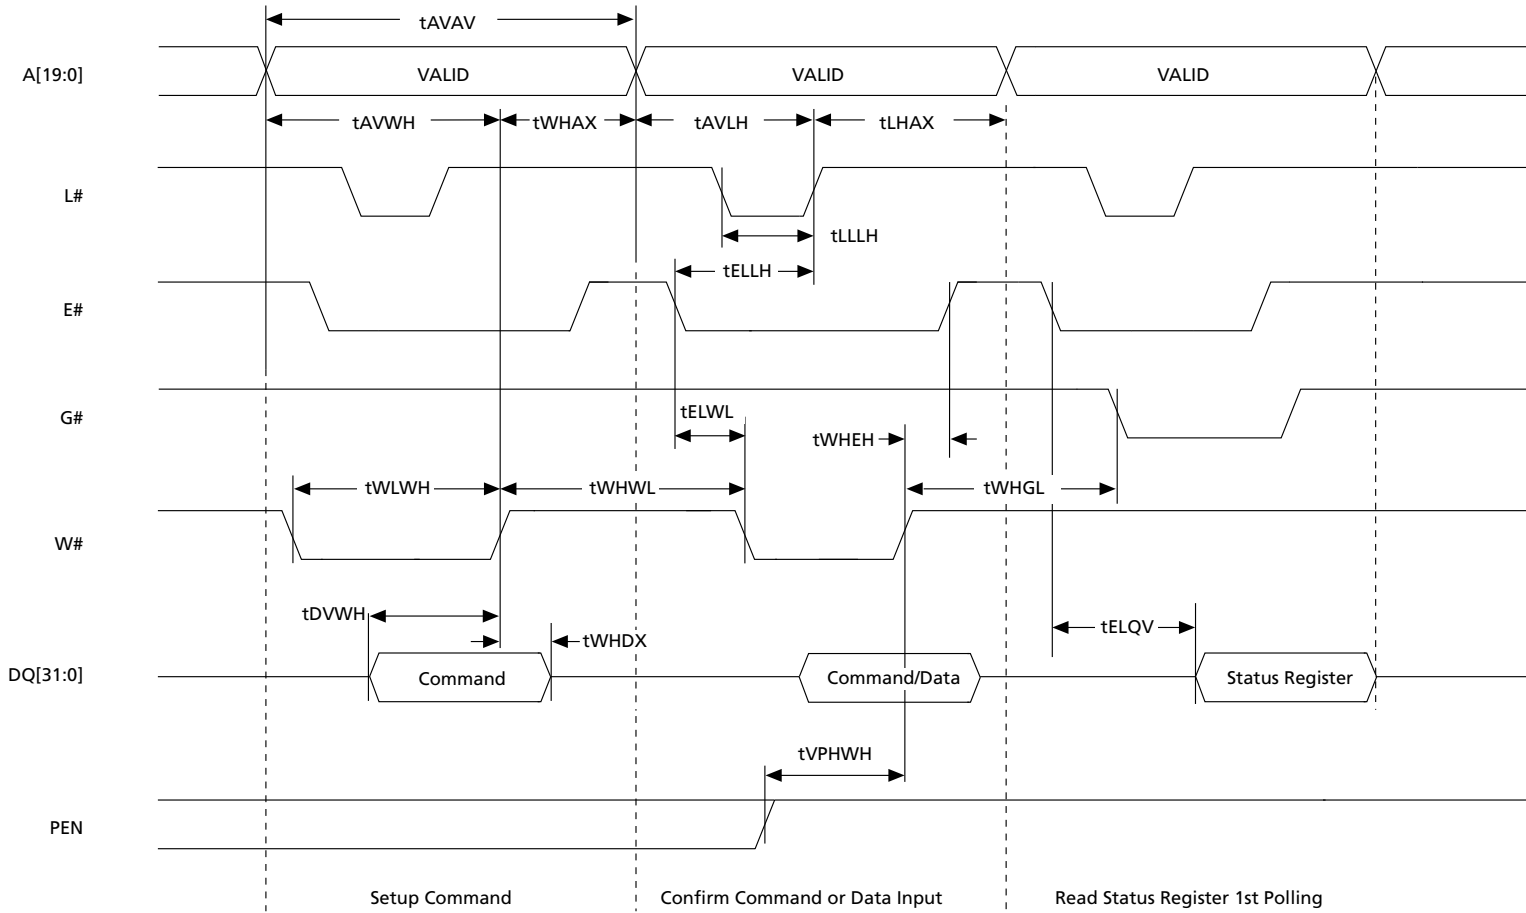 tAVAV
A[19:0]
VALID
VALID
VALID
tAVWH
tWHAX
tAVLH
tLHAX
L#
tLLLH
tELLH
E#
G#
tELWL
tWHEH
tWLWH
tWHWL
tWHGL
W#
tDVWH
tWHDX
tELQV
DQ[31:0]
Command
Command/Data
Status Register
tVPHWH
PEN
Setup Command
Confirm Command or Data Input
Read Status Register 1st Polling